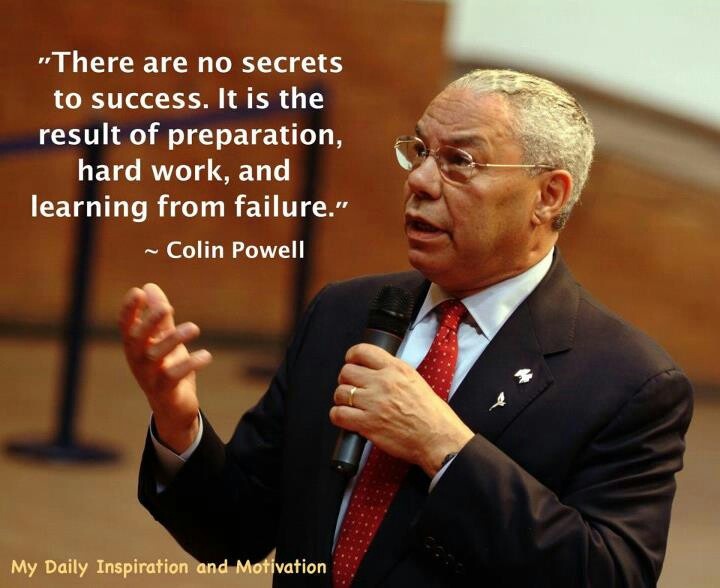 "There are no secrets
to success. It is the
result of preparation,
hard work, and
learning from failure."
~ Colin Powell
My Daily Inspiration and Motivation